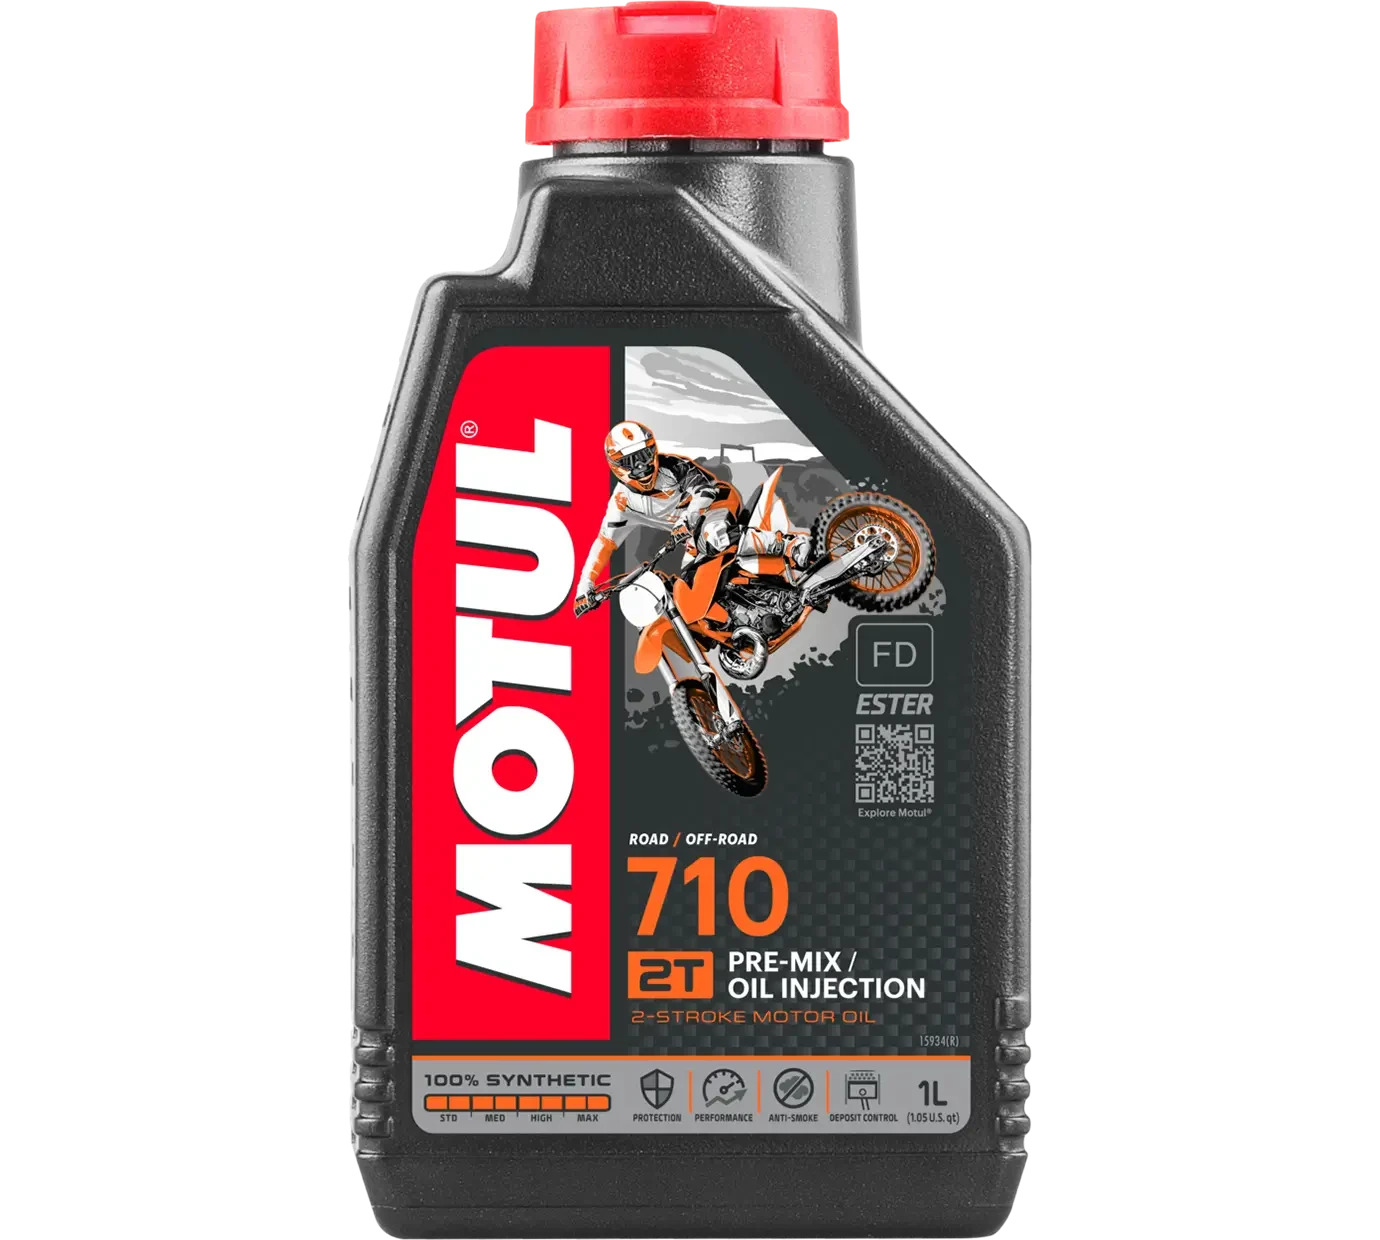 MOTUL®
FD
ESTER
Explore Motul®
ROAD / OFF-ROAD
710
2T PRE-MIX /
OIL INJECTION
2-STROKE MOTOR OIL
15934(R)
100% SYNTHETIC
STD MED HIGH MAX
PROTECTION PERFORMANCE ANTI-SMOKE DEPOSIT CONTROL
1L
(1.05 U.S. qt)